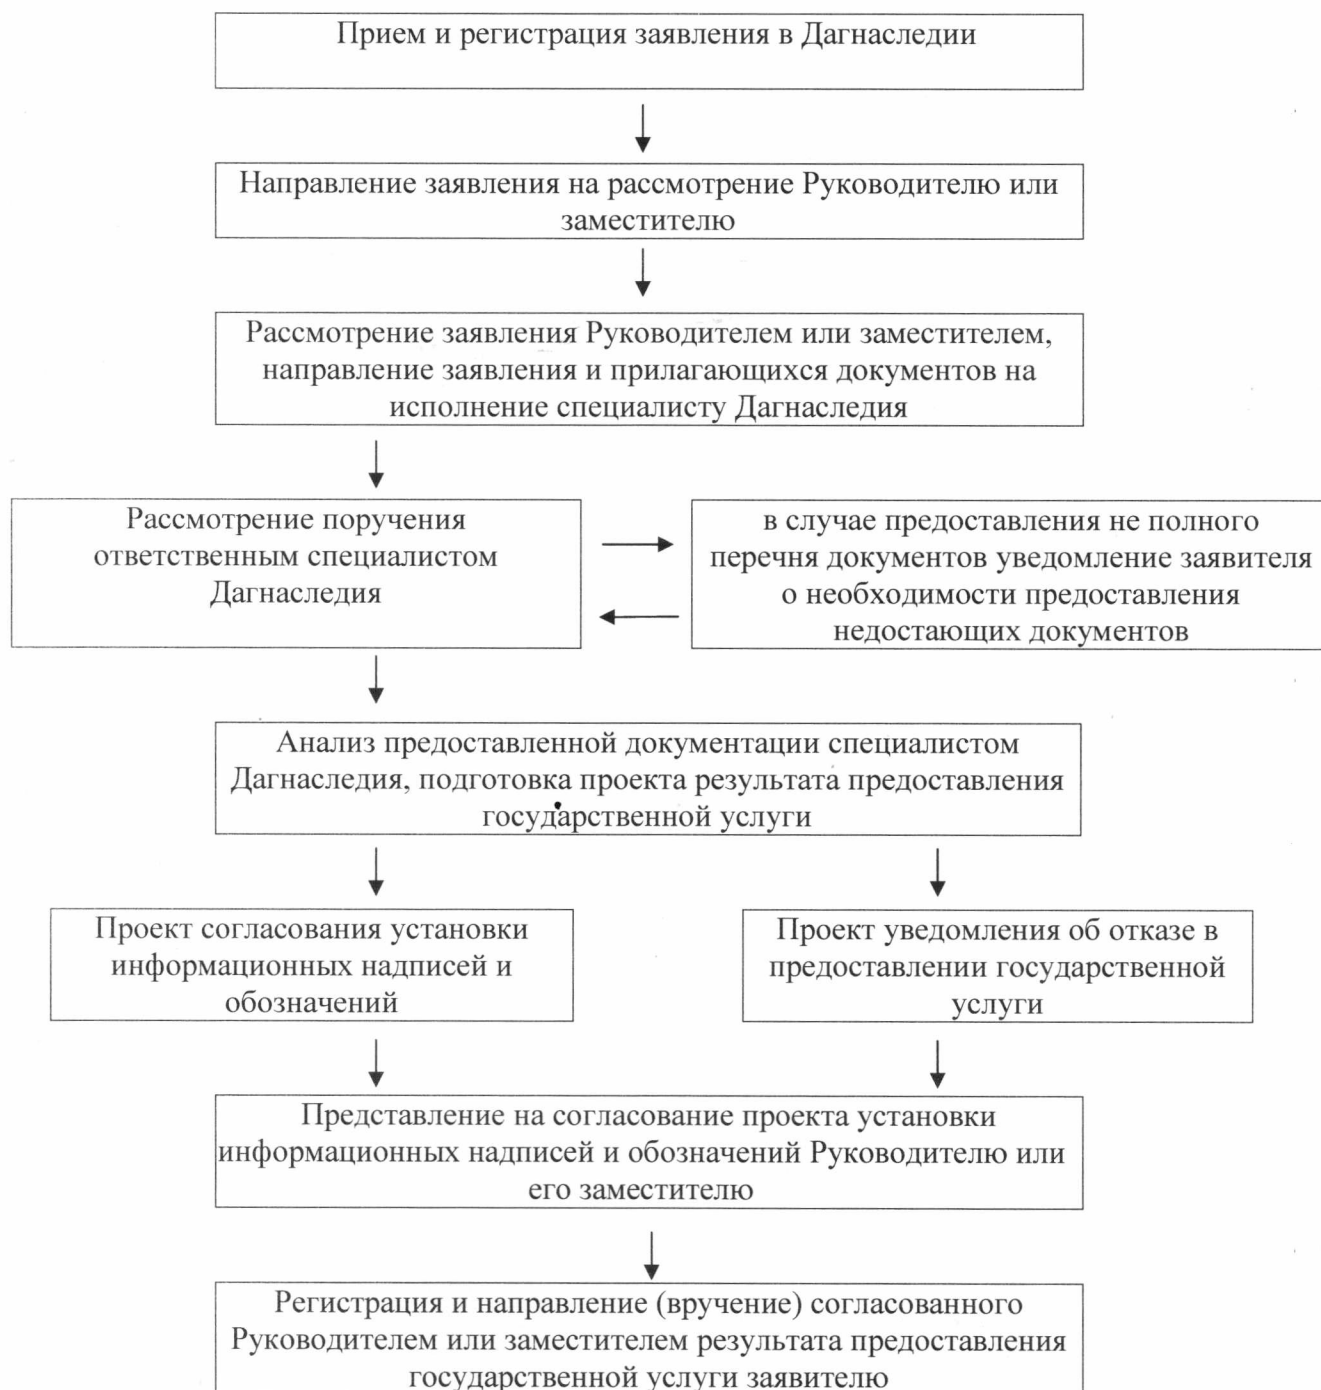 Прием и регистрация заявления в Дагнаследии
Направление заявления на рассмотрение Руководителю или
заместителю
Рассмотрение заявления Руководителем или заместителем,
направление заявления и прилагающихся документов на
исполнение специалисту Дагнаследия
Рассмотрение поручения
ответственным специалистом
Дагнаследия
в случае предоставления не полного
перечня документов уведомление заявителя
о необходимости предоставления
недостающих документов
Анализ предоставленной документации специалистом
Дагнаследия, подготовка проекта результата предоставления
государственной услуги
Проект согласования установки
информационных надписей и
обозначений
Проект уведомления об отказе в
предоставлении государственной
услуги
Представление на согласование проекта установки
информационных надписей и обозначений Руководителю или
его заместителю
Регистрация и направление (вручение) согласованного
Руководителем или заместителем результата предоставления
государственной услуги заявителю